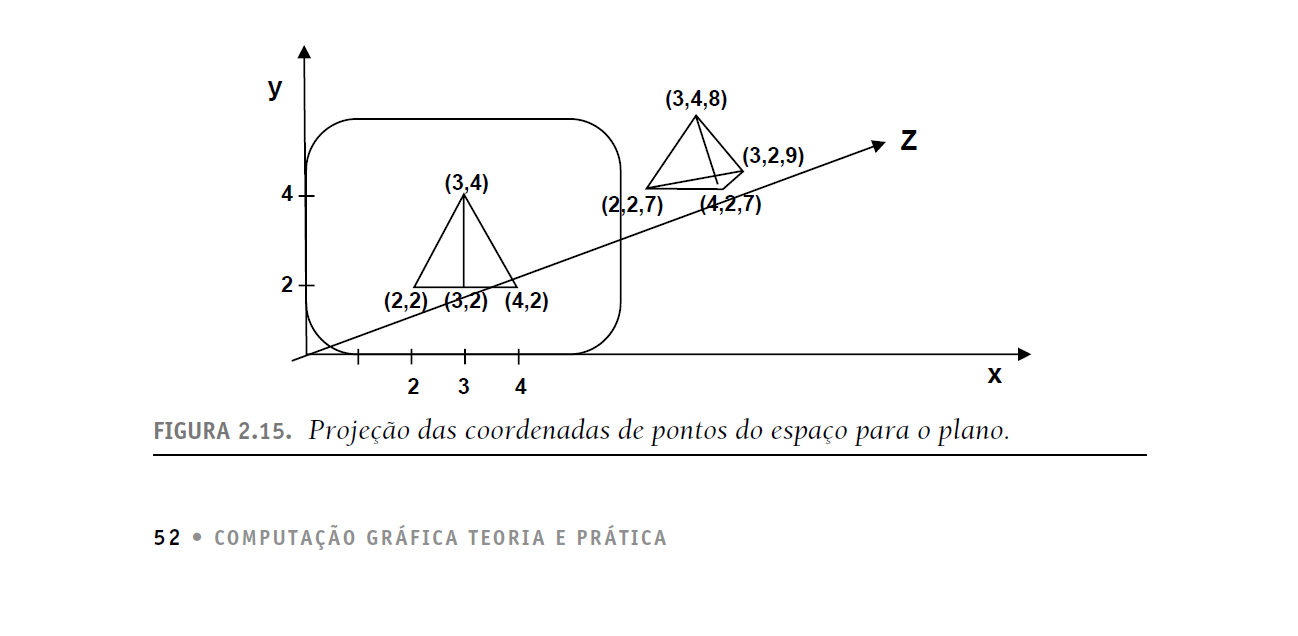 y
(3,4,8)
Z
(3,2,9)
4
(3,4)
(2,2,7) (4,2,7)
2
(2,2) (3,2) (4,2)
x
2 3 4
FIGURA 2.15. Projeção das coordenadas de pontos do espaço para o plano.
52 • COMPUTAÇÃO GRÁFICA TEORIA E PRÁTICA